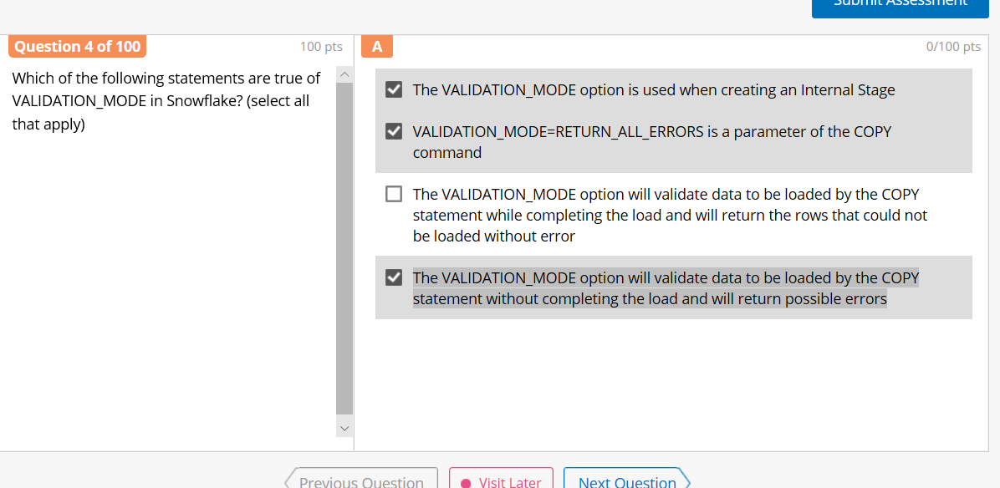 Submit Assessment
Question 4 of 100
100 pts
Which of the following statements are true of
VALIDATION_MODE in Snowflake? (select all
that apply)
A
0/100 pts
The VALIDATION_MODE option is used when creating an Internal Stage
VALIDATION_MODE=RETURN_ALL_ERRORS is a parameter of the COPY
command
The VALIDATION_MODE option will validate data to be loaded by the COPY
statement while completing the load and will return the rows that could not
be loaded without error
The VALIDATION_MODE option will validate data to be loaded by the COPY
statement without completing the load and will return possible errors
Previous Question
Visit Later
Next Question